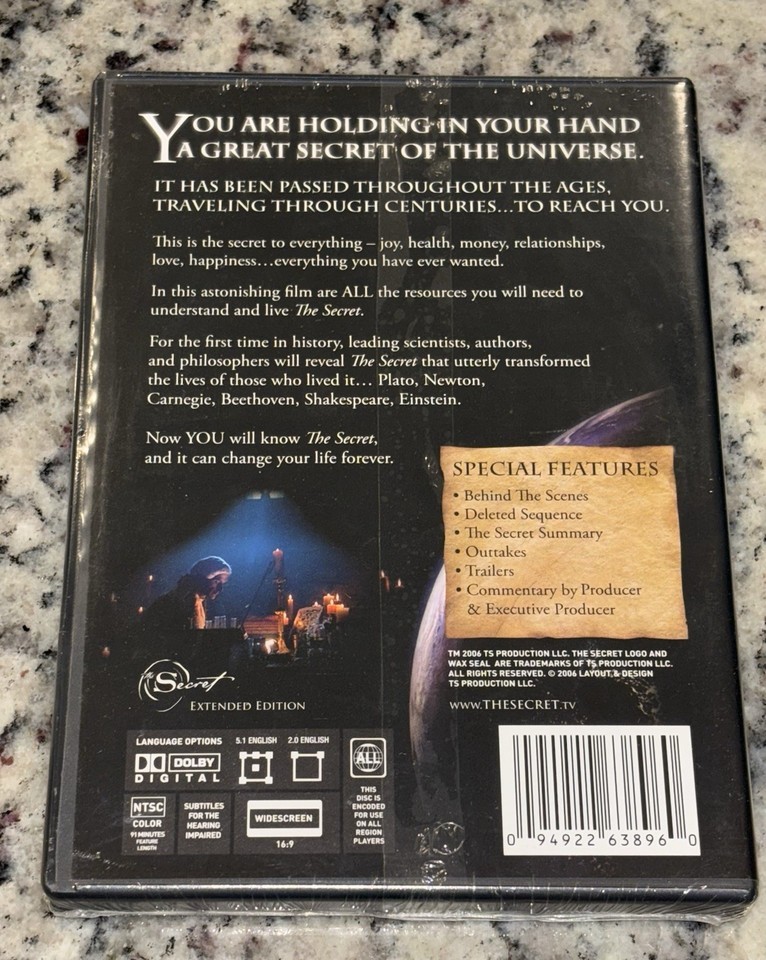 YOU ARE HOLDING IN YOUR HAND
A GREAT SECRET OF THE UNIVERSE.
IT HAS BEEN PASSED THROUGHOUT THE AGES,
TRAVELING THROUGH CENTURIES...TO REACH YOU.
This is the secret to everything – joy, health, money, relationships,
love, happiness...everything you have ever wanted.
In this astonishing film are ALL the resources you will need to
understand and live The Secret.
For the first time in history, leading scientists, authors,
and philosophers will reveal The Secret that utterly transformed
the lives of those who lived it... Plato, Newton,
Carnegie, Beethoven, Shakespeare, Einstein.
Now YOU will know The Secret,
and it can change your life forever.
SPECIAL FEATURES
• Behind The Scenes
• Deleted Sequence
• The Secret Summary
• Outtakes
• Trailers
• Commentary by Producer
& Executive Producer
TM 2006 TS PRODUCTION LLC. THE SECRET LOGO AND
WAX SEAL ARE TRADEMARKS OF TS PRODUCTION LLC.
ALL RIGHTS RESERVED. © 2006 LAYOUT & DESIGN
TS PRODUCTION LLC.
WWW.THESECRET.TV
The Secret
EXTENDED EDITION
LANGUAGE OPTIONS
5.1 ENGLISH
2.0 ENGLISH
DOLBY
DIGITAL
ALL
THIS
DISC IS
ENCODED
FOR USE
ON ALL
REGION
PLAYERS
NTSC
COLOR
91 MINUTES
FEATURE
LENGTH
SUBTITLES
FOR THE
HEARING
IMPAIRED
WIDESCREEN
16:9
0 94922 63896 0